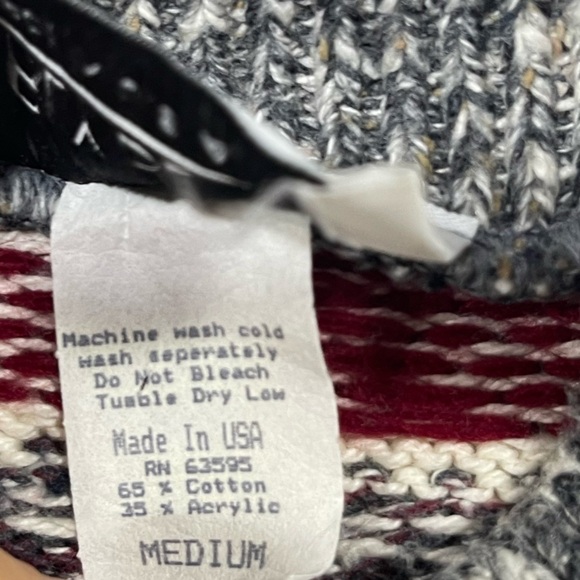 Machine wash cold
wash seperately
Do Not Bleach
Tumble Dry Low
Made In USA
RN 63595
65 % Cotton
35 % Acrylic
MEDIUM